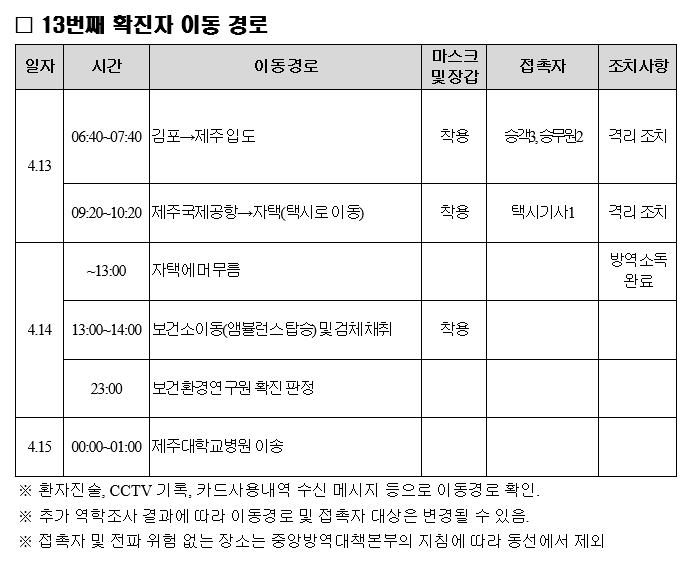 □ 13번째 확진자 이동 경로
일자 시간 이동경로 마스크 및장갑 접촉자 조치사항
4.13 06:40~07:40 김포→제주입도 착용 승객3, 승무원2 격리 조치
09:20~10:20 제주국제공항→자택(택시로 이동) 착용 택시기사1 격리 조치
4.14 ~13:00 자택에 머무름 방역소독 완료
13:00~14:00 보건소이동(앰뷸런스탑승) 및 검체채취 착용
23:00 보건환경연구원 확진 판정
4.15 00:00~01:00 제주대학교병원 이송
※ 환자진술, CCTV 기록, 카드사용내역 수신 메시지 등으로 이동경로 확인.
※ 추가 역학조사 결과에 따라 이동경로 및 접촉자 대상은 변경될 수 있음.
※ 접촉자 및 전파 위험 없는 장소는 중앙방역대책본부의 지침에 따라 동선에서 제외